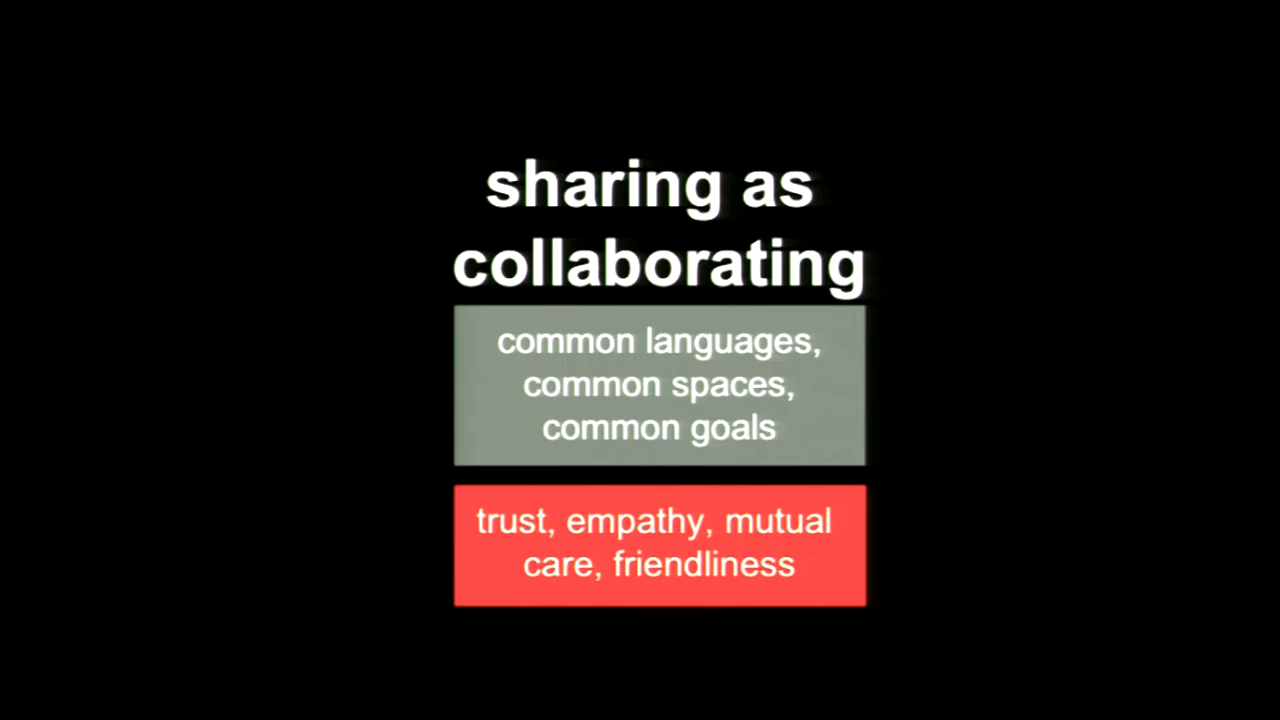 sharing as
collaborating
common languages,
common spaces,
common goals
trust, empathy, mutual
care, friendliness